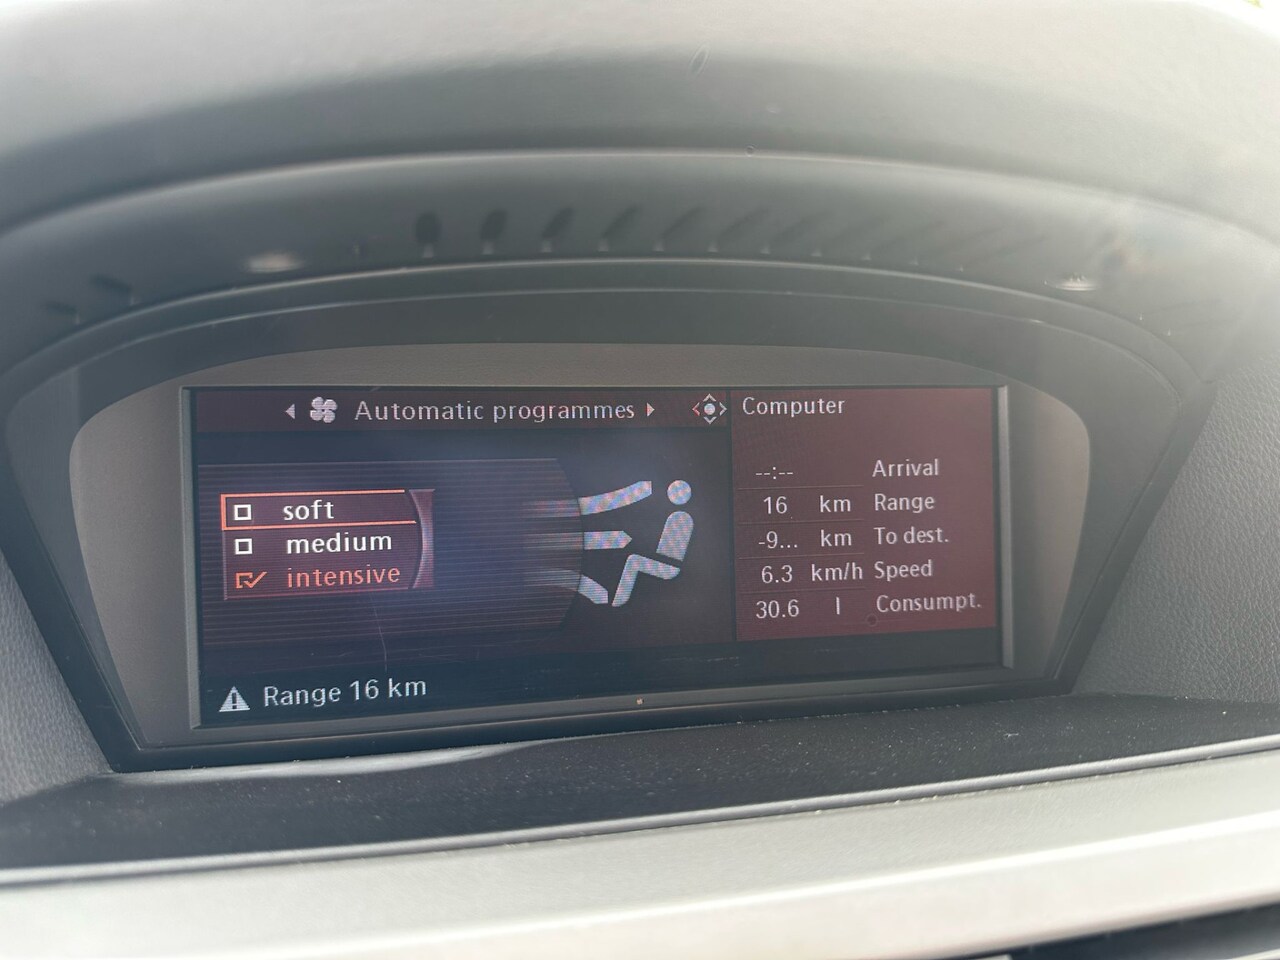 Automatic programmes
Computer
soft
medium
intensive
--:-- Arrival
16 km Range
-9... km To dest.
6.3 km/h Speed
30.6 l Consumpt.
Range 16 km